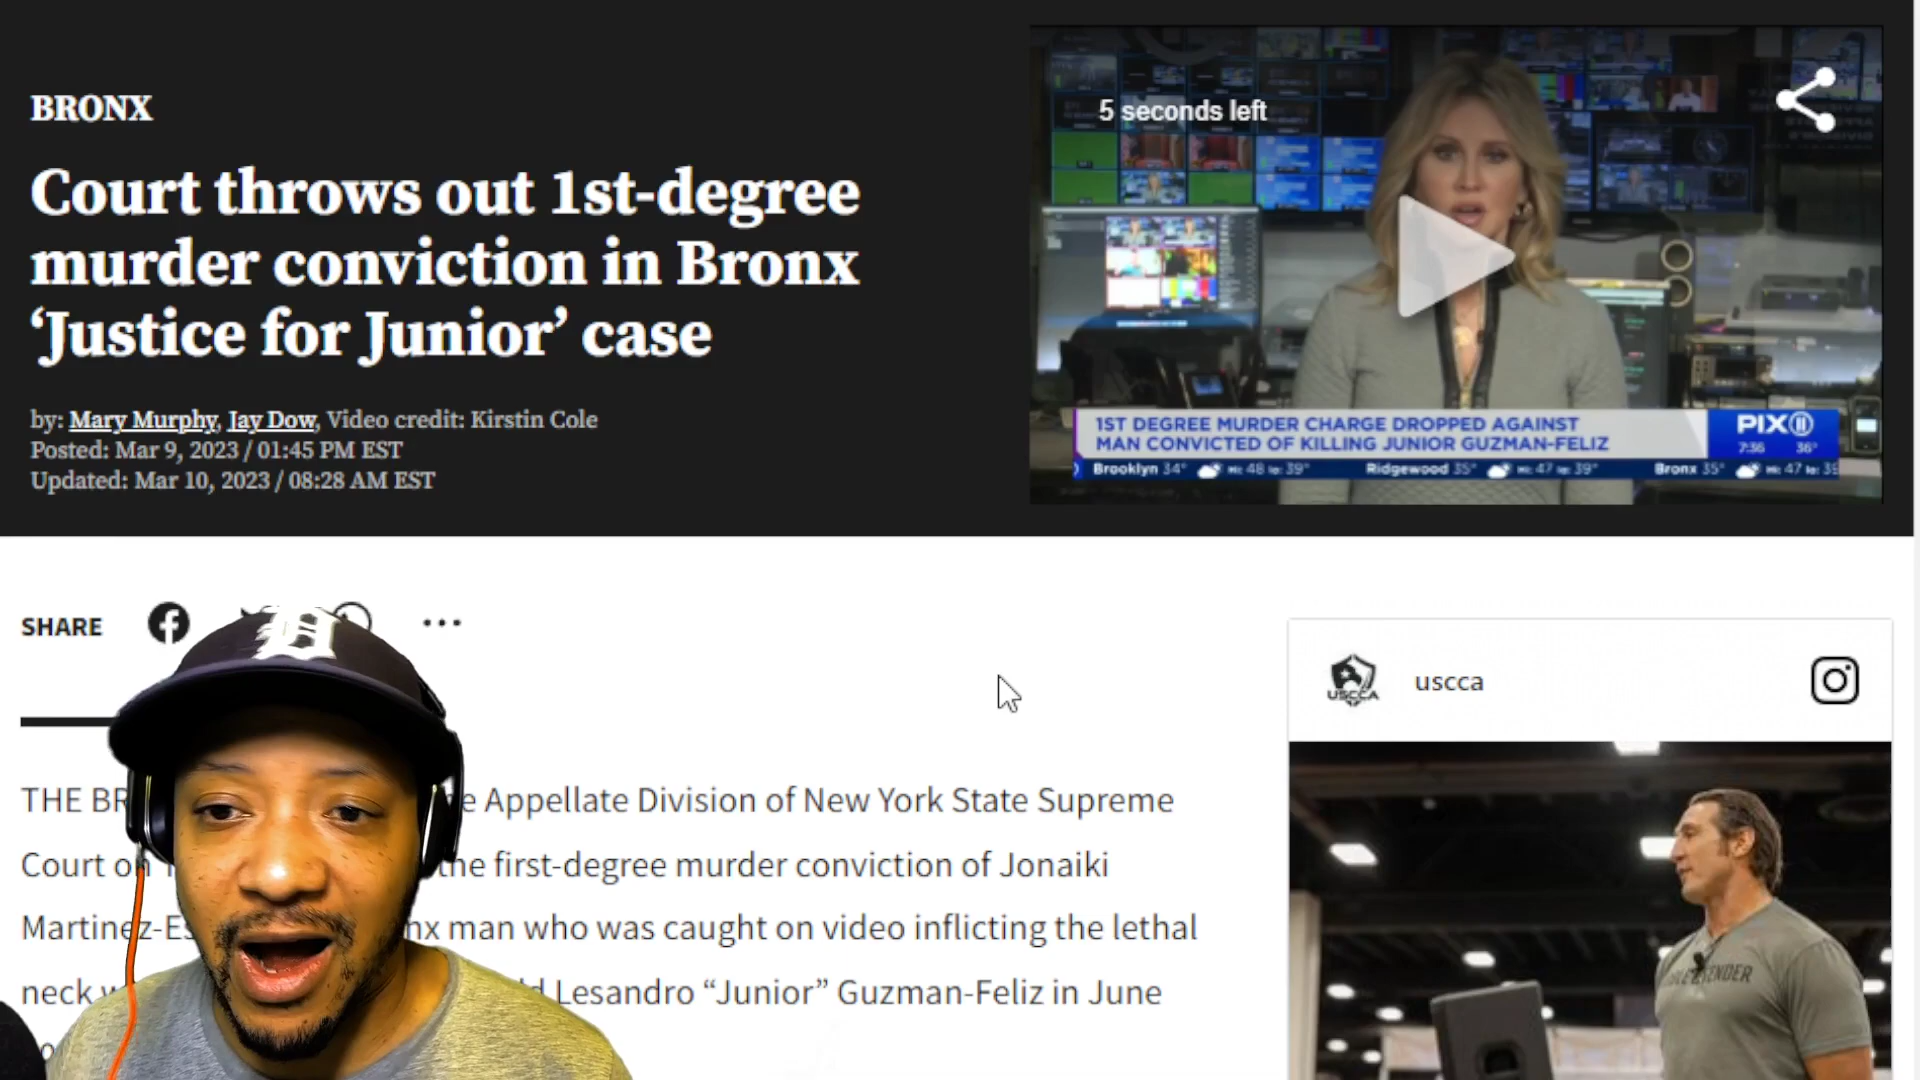 BRONX
Court throws out 1st-degree
murder conviction in Bronx
‘Justice for Junior’ case
by: Mary Murphy, Jay Dow, Video credit: Kirstin Cole
Posted: Mar 9, 2023 / 01:45 PM EST
Updated: Mar 10, 2023 / 08:28 AM EST
5 seconds left
1ST DEGREE MURDER CHARGE DROPPED AGAINST
MAN CONVICTED OF KILLING JUNIOR GUZMAN-FELIZ
PIX11
7:36 36°
Brooklyn 34° HI: 48 lo: 39° Ridgewood 35° HI: 47 lo: 39° Bronx 35° HI: 47 lo: 39
SHARE
USCCA
uscca
THE Appellate Division of New York State Supreme
Court the first-degree murder conviction of Jonaiki
man who was caught on video inflicting the lethal
neck Lesandro “Junior” Guzman-Feliz in June